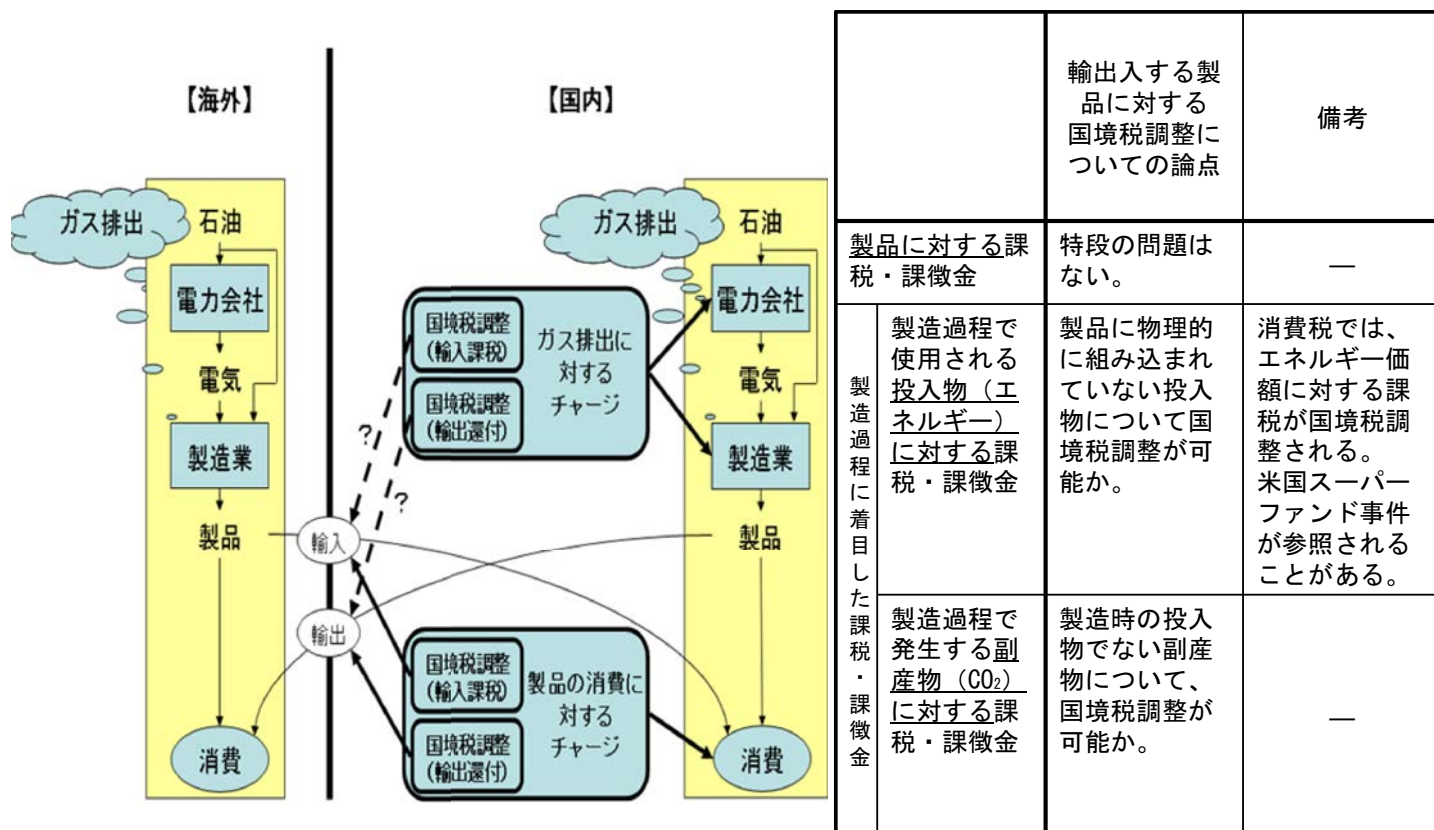 【海外】
【国内】
ガス排出
石油
電力会社
電気
製造業
製品
消費
国境税調整
(輸入課税)
国境税調整
(輸出還付)
ガス排出に
対する
チャージ
?
?
輸入
輸出
国境税調整
(輸入課税)
国境税調整
(輸出還付)
製品の消費に
対する
チャージ
ガス排出
石油
電力会社
電気
製造業
製品
消費
輸出入する製
品に対する
国境税調整に
ついての論点
備考
製品に対する課
税・課徴金
特段の問題は
ない。
―
製造過程に着目した課税・課徴金
製造過程で
使用される
投入物（エ
ネルギー）
に対する課
税・課徴金
製品に物理的
に組み込まれ
ていない投入
物について国
境税調整が可
能か。
消費税では、
エネルギー価
額に対する課
税が国境税調
整される。
米国スーパー
ファンド事件
が参照される
ことがある。
製造過程で
発生する副
産物（CO₂）
に対する課
税・課徴金
製造時の投入
物でない副産
物について、
国境税調整が
可能か。
―